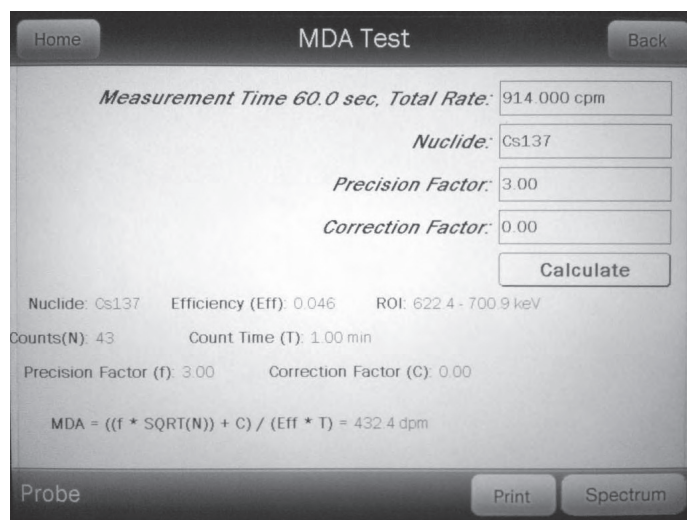 Home MDA Test Back
Measurement Time 60.0 sec, Total Rate: 914.000 cpm
Nuclide: Cs137
Precision Factor: 3.00
Correction Factor: 0.00
Calculate
Nuclide: Cs137 Efficiency (Eff): 0.046 ROI: 622.4 - 700.9 keV
Counts(N): 43 Count Time (T): 1.00 min
Precision Factor (f): 3.00 Correction Factor (C): 0.00
MDA = ((f * SQRT(N)) + C) / (Eff * T) = 432.4 dpm
Probe Print Spectrum